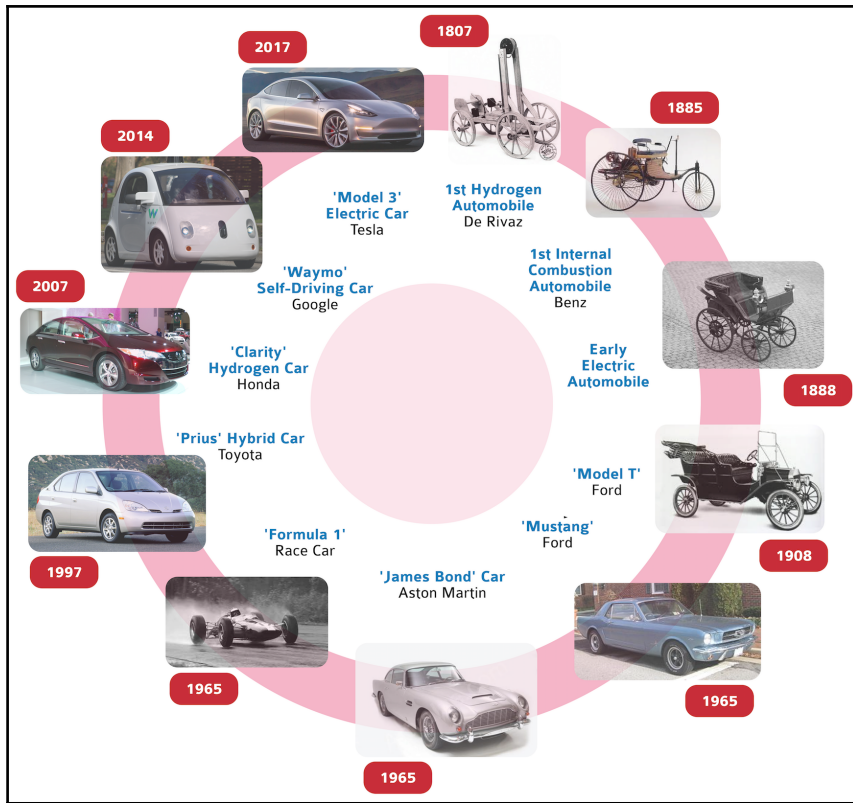 1807
1st Hydrogen
Automobile
De Rivaz
1885
1st Internal
Combustion
Automobile
Benz
1888
Early
Electric
Automobile
1908
'Model T'
Ford
1965
'Mustang'
Ford
1965
'James Bond' Car
Aston Martin
1965
'Formula 1'
Race Car
1997
'Prius' Hybrid Car
Toyota
2007
'Clarity'
Hydrogen Car
Honda
2014
'Waymo'
Self-Driving Car
Google
2017
'Model 3'
Electric Car
Tesla